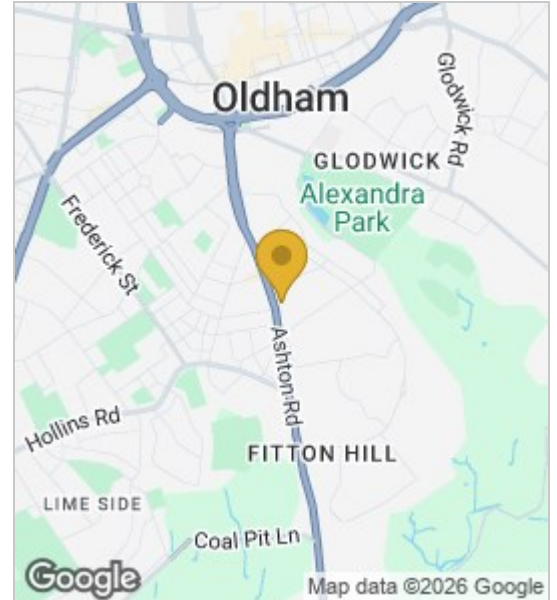 Oldham
Glodwick Rd
GLODWICK
Alexandra
Park
Frederick St
Ashton Rd
Hollins Rd
FITTON HILL
LIME SIDE
Coal Pit Ln
Google
Map data ©2026 Google